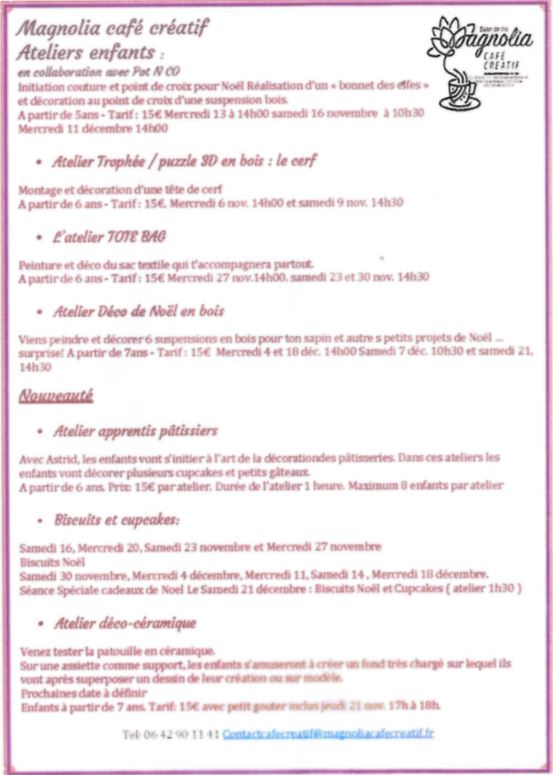 Magnolia café créatif
Salon de thé
Magnolia
CAFÉ
CRÉATIF
Ateliers enfants :
en collaboration avec Pot N CO
Initiation couture et point de croix pour Noël Réalisation d'un « bonnet des elfes »
et décoration au point de croix d'une suspension bois.
A partir de 5ans - Tarif : 15€ Mercredi 13 à 14h00 samedi 16 novembre à 10h30
Mercredi 11 décembre 14h00
• Atelier Trophée / puzzle 3D en bois : le cerf
Montage et décoration d'une tête de cerf
A partir de 6 ans - Tarif : 15€. Mercredi 6 nov. 14h00 et samedi 9 nov. 14h30
• L'atelier TOTE BAG
Peinture et déco du sac textile qui t'accompagnera partout.
A partir de 6 ans - Tarif : 15€ Mercredi 27 nov.14h00. samedi 23 et 30 nov. 14h30
• Atelier Déco de Noël en bois
Viens peindre et décorer 6 suspensions en bois pour ton sapin et autre s petits projets de Noël ...
surprise! A partir de 7ans - Tarif : 15€ Mercredi 4 et 18 déc. 14h00 Samedi 7 déc. 10h30 et samedi 21,
14h30
Nouveauté
• Atelier apprentis pâtissiers
Avec Astrid, les enfants vont s'initier à l'art de la décorationdes pâtisseries. Dans ces ateliers les
enfants vont décorer plusieurs cupcakes et petits gâteaux.
A partir de 6 ans. Prix: 15€ par atelier. Durée de l'atelier 1 heure. Maximum 8 enfants par atelier
• Biscuits et cupcakes:
Samedi 16, Mercredi 20, Samedi 23 novembre et Mercredi 27 novembre
Biscuits Noël
Samedi 30 novembre, Mercredi 4 décembre, Mercredi 11, Samedi 14 , Mercredi 18 décembre.
Séance Spéciale cadeaux de Noel Le Samedi 21 décembre : Biscuits Noël et Cupcakes ( atelier 1h30 )
• Atelier déco-céramique
Venez tester la patouille en céramique.
Sur une assiette comme support, les enfants s'amuseront à créer un fond très chargé sur lequel ils
vont après superposer un dessin de leur création ou sur modèle.
Prochaines date à définir
Enfants à partir de 7 ans. Tarif: 15€ avec petit gouter inclus jeudi 21 nov. 17h à 18h.
Tel: 06 42 90 11 41 Contactcafecreatif@magnoliacafecreatif.fr